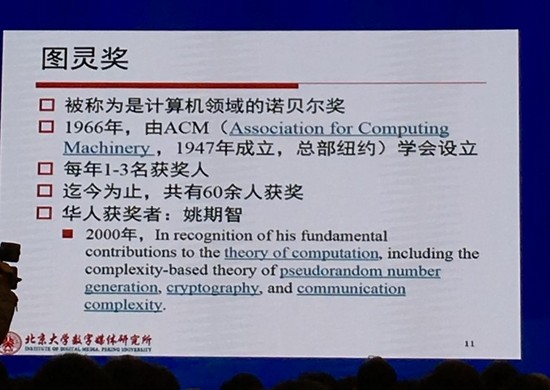 图灵奖
被称为是计算机领域的诺贝尔奖
1966年，由ACM（Association for Computing
Machinery ，1947年成立，总部纽约）学会设立
每年1-3名获奖人
迄今为止，共有60余人获奖
华人获奖者：姚期智
2000年，In recognition of his fundamental
contributions to the theory of computation, including the
complexity-based theory of pseudorandom number
generation, cryptography, and communication
complexity.
北京大学数字媒体研究所
INSTITUTE OF DIGITAL MEDIA, PEKING UNIVERSITY
11